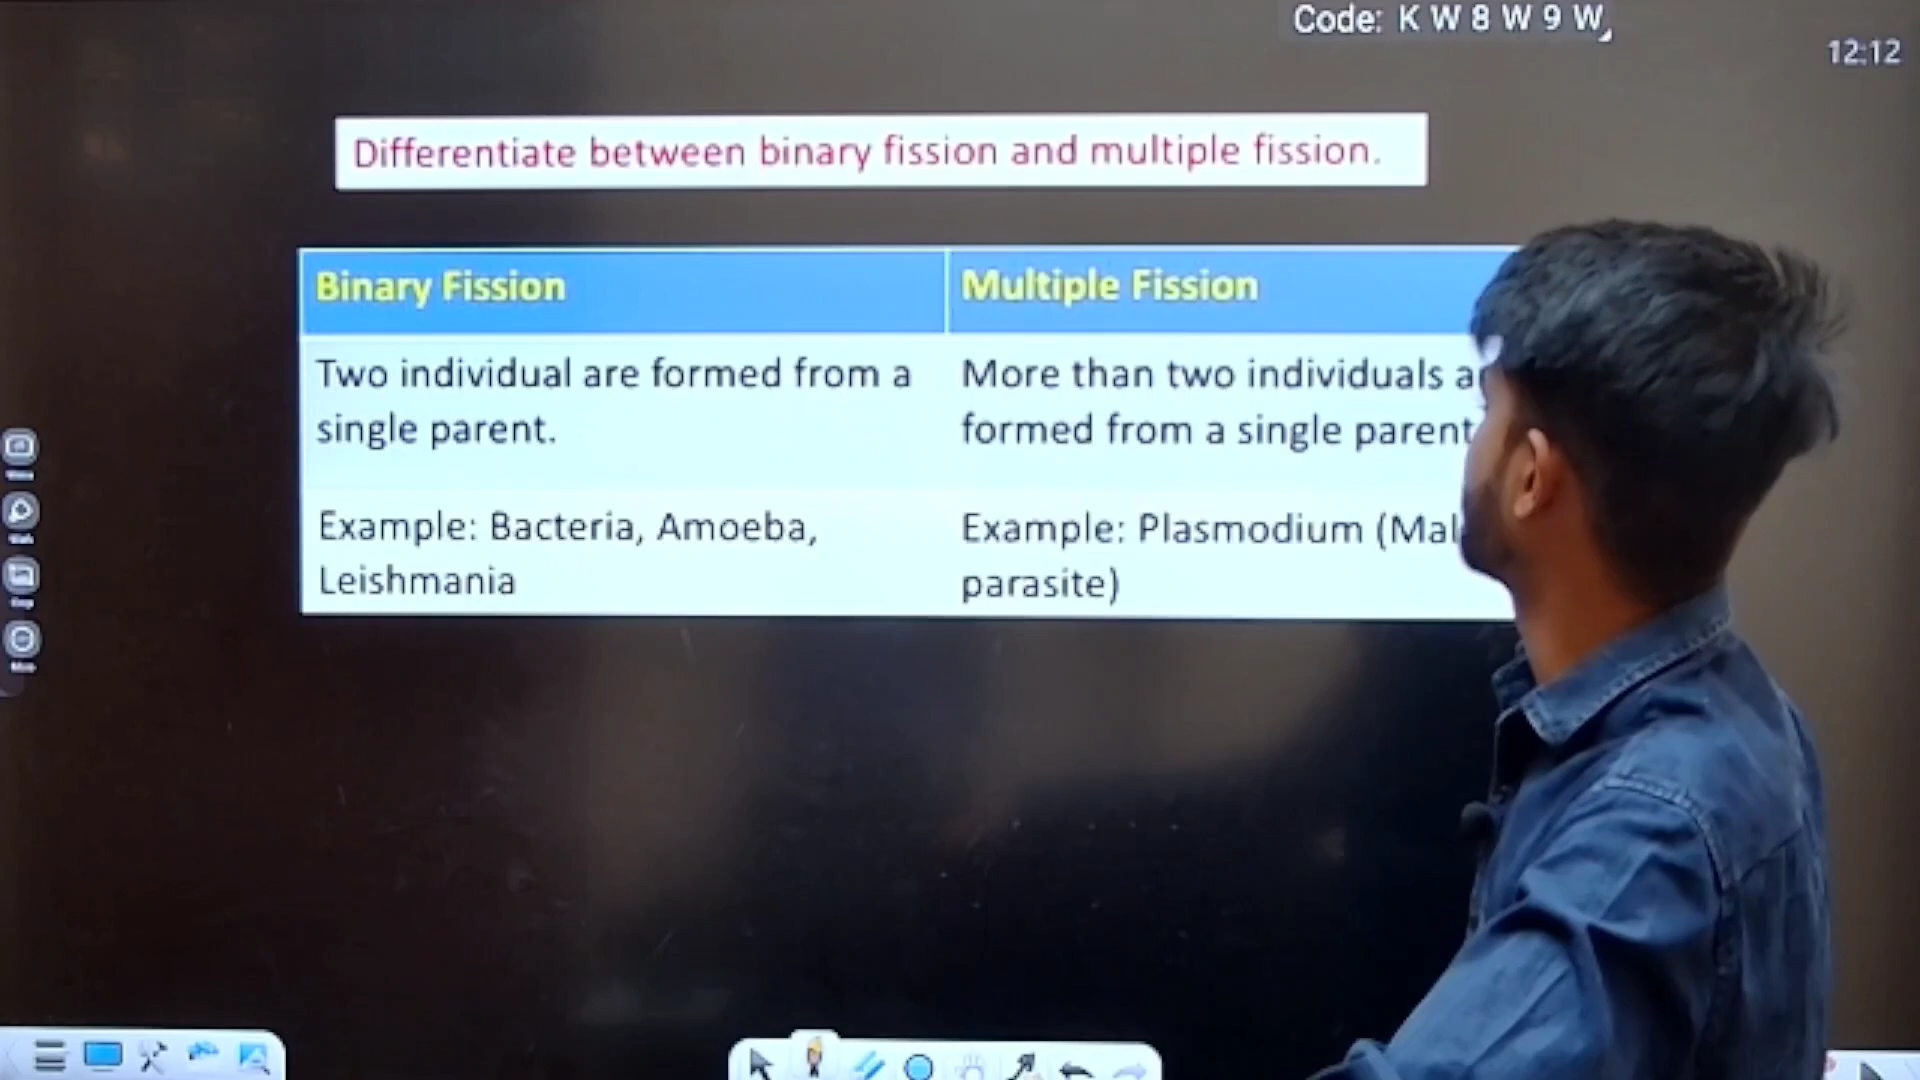 Code: K W 8 W 9 W
12:12
Differentiate between binary fission and multiple fission.
Binary Fission
Multiple Fission
Two individual are formed from a
single parent.
More than two individuals
formed from a single parent
Example: Bacteria, Amoeba,
Leishmania
Example: Plasmodium (Mal
parasite)